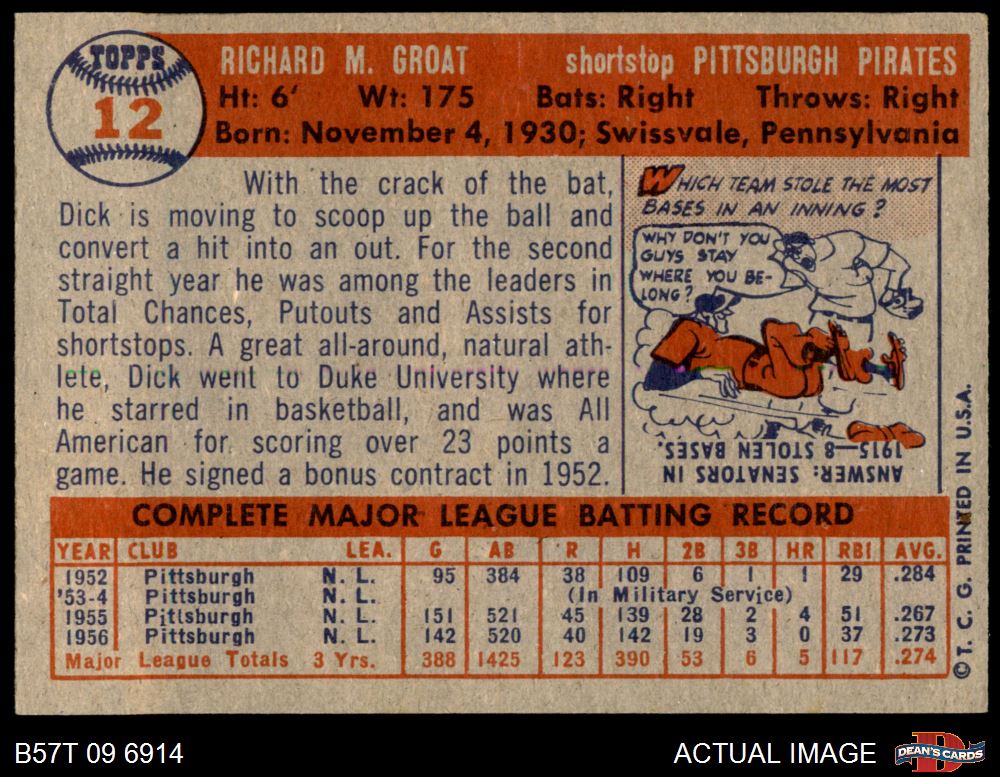 TOPPS
12
RICHARD M. GROAT shortstop PITTSBURGH PIRATES
Ht: 6' Wt: 175 Bats: Right Throws: Right
Born: November 4, 1930; Swissvale, Pennsylvania
With the crack of the bat,
Dick is moving to scoop up the ball and
convert a hit into an out. For the second
straight year he was among the leaders in
Total Chances, Putouts and Assists for
shortstops. A great all-around, natural ath-
lete, Dick went to Duke University where
he starred in basketball, and was All
American for scoring over 23 points a
game. He signed a bonus contract in 1952.
WHICH TEAM STOLE THE MOST
BASES IN AN INNING?
WHY DON'T YOU
GUYS STAY
WHERE YOU BE-
LONG?
ANSWER: SENATORS IN
1915—8 STOLEN BASES.
COMPLETE MAJOR LEAGUE BATTING RECORD
YEAR CLUB LEA. G AB R H 2B 3B HR RBI AVG.
1952 Pittsburgh N. L. 95 384 38 109 6 1 1 29 .284
'53-4 Pittsburgh N. L. (In Military Service)
1955 Pittsburgh N. L. 151 521 45 139 28 2 4 51 .267
1956 Pittsburgh N. L. 142 520 40 142 19 3 0 37 .273
Major League Totals 3 Yrs. 388 1425 123 390 53 6 5 117 .274
© T. C. G. PRINTED IN U.S.A.
B57T 09 6914 ACTUAL IMAGE
D
DEAN'S CARDS